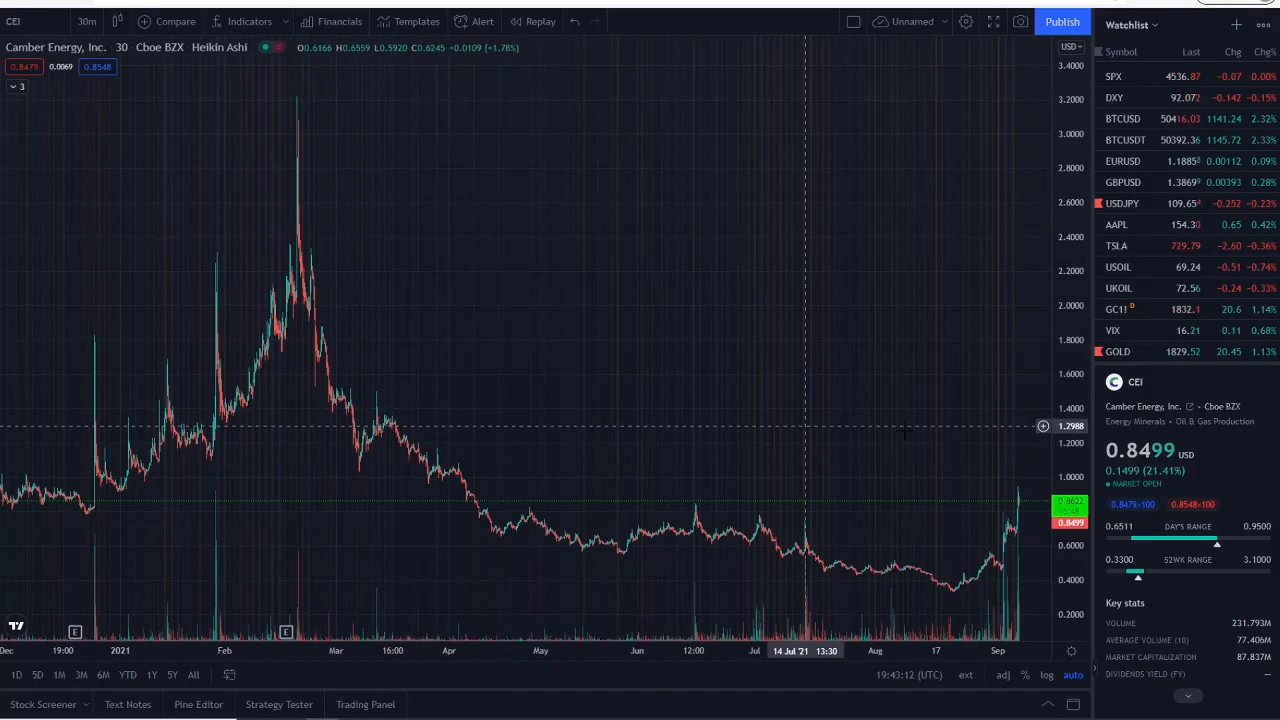 CEI 30m Compare Indicators Financials Templates Alert Replay Unnamed Publish
Camber Energy, Inc. · 30 · Cboe BZX · Heikin Ashi O0.6166 H0.6559 L0.5920 C0.6245 -0.0109 (+1.78%)
0.8479 0.0069 0.8548
3
USD
3.4000
3.2000
3.0000
2.8000
2.6000
2.4000
2.2000
2.0000
1.8000
1.6000
1.4000
1.2988
1.2000
1.0000
0.8622
16:48
0.8499
0.6000
0.4000
0.2000
E E
Dec 19:00 2021 Feb Mar 16:00 Apr May Jun 12:00 Jul 14 Jul '21 13:30 Aug 17 Sep
1D 5D 1M 3M 6M YTD 1Y 5Y All 19:43:12 (UTC) ext adj % log auto
Stock Screener Text Notes Pine Editor Strategy Tester Trading Panel
Watchlist
Symbol Last Chg Chg%
SPX 4536.87 -0.07 0.00%
DXY 92.072 -0.142 -0.15%
BTCUSD 50416.03 1141.24 2.32%
BTCUSDT 50392.36 1145.72 2.33%
EURUSD 1.1885⁸ 0.00112 0.09%
GBPUSD 1.3869⁹ 0.00393 0.28%
USDJPY 109.65⁴ -0.252 -0.23%
AAPL 154.30 0.65 0.42%
TSLA 729.79 -2.60 -0.36%
USOIL 69.24 -0.51 -0.74%
UKOIL 72.56 -0.24 -0.33%
GC1! D 1832.1 20.6 1.14%
VIX 16.21 0.11 0.68%
GOLD 1829.52 20.45 1.13%
CEI
Camber Energy, Inc. · Cboe BZX
Energy Minerals · Oil & Gas Production
0.8499 USD
0.1499 (21.41%)
MARKET OPEN
0.8479×100 0.8548×100
0.6511 DAY'S RANGE 0.9500
0.3300 52WK RANGE 3.1000
Key stats
VOLUME 231.793M
AVERAGE VOLUME (10) 77.406M
MARKET CAPITALIZATION 87.837M
DIVIDENDS YIELD (FY) —